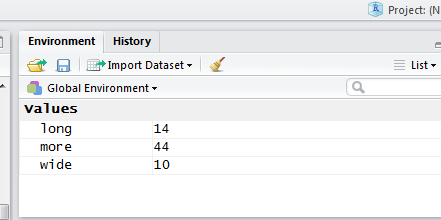 Project: (N
Environment History
Import Dataset List
Global Environment
Values
long 14
more 44
wide 10